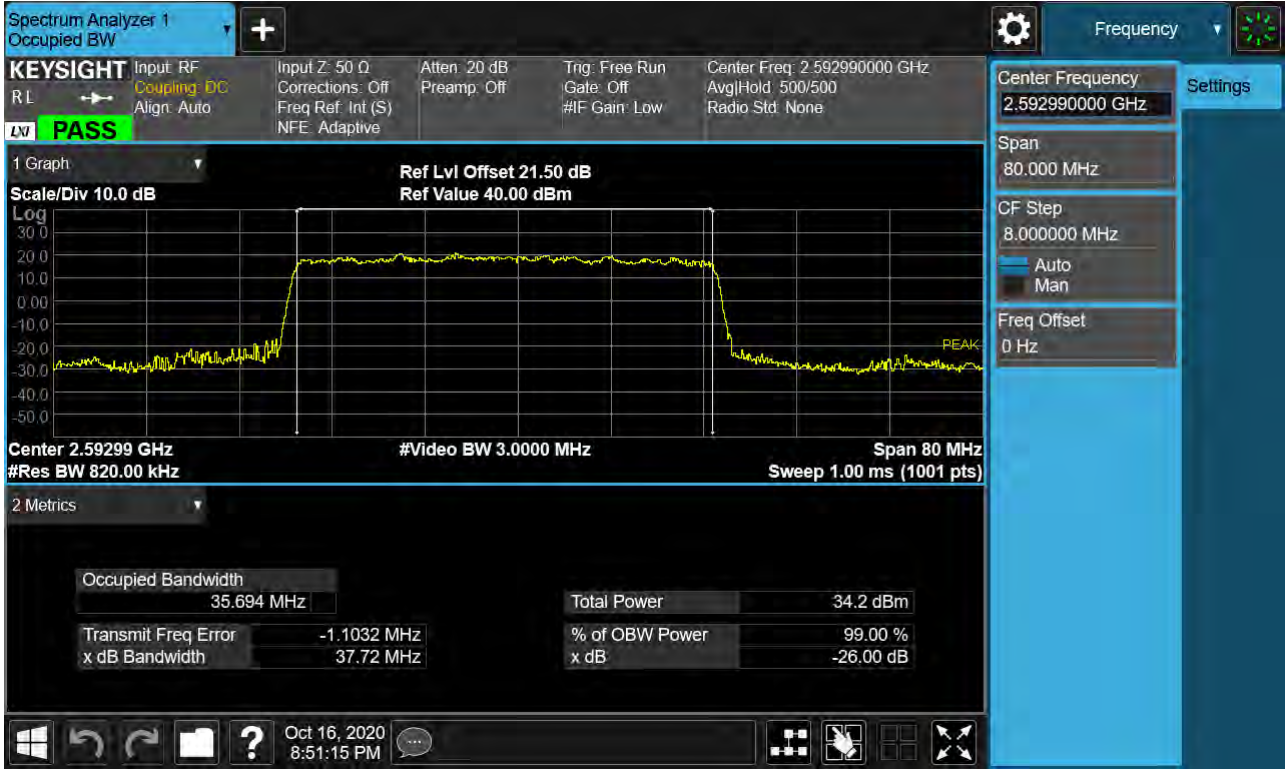 Spectrum Analyzer 1
Occupied BW
+
Frequency
KEYSIGHT
R L
LXI
PASS
Input: RF
Coupling: DC
Align: Auto
Input Z: 50 Ω
Corrections: Off
Freq Ref: Int (S)
NFE: Adaptive
Atten: 20 dB
Preamp: Off
Trig: Free Run
Gate: Off
#IF Gain: Low
Center Freq: 2.592990000 GHz
Avg|Hold: 500/500
Radio Std: None
Center Frequency
2.592990000 GHz
Settings
Span
80.000 MHz
CF Step
8.000000 MHz
Auto
Man
Freq Offset
0 Hz
1 Graph
Scale/Div 10.0 dB
Ref Lvl Offset 21.50 dB
Ref Value 40.00 dBm
Log
30.0
20.0
10.0
0.00
-10.0
-20.0
-30.0
-40.0
-50.0
PEAK
Center 2.59299 GHz
#Video BW 3.0000 MHz
Span 80 MHz
#Res BW 820.00 kHz
Sweep 1.00 ms (1001 pts)
2 Metrics
Occupied Bandwidth
35.694 MHz
Total Power 34.2 dBm
Transmit Freq Error -1.1032 MHz
% of OBW Power 99.00 %
x dB Bandwidth 37.72 MHz
x dB -26.00 dB
?
Oct 16, 2020
8:51:15 PM